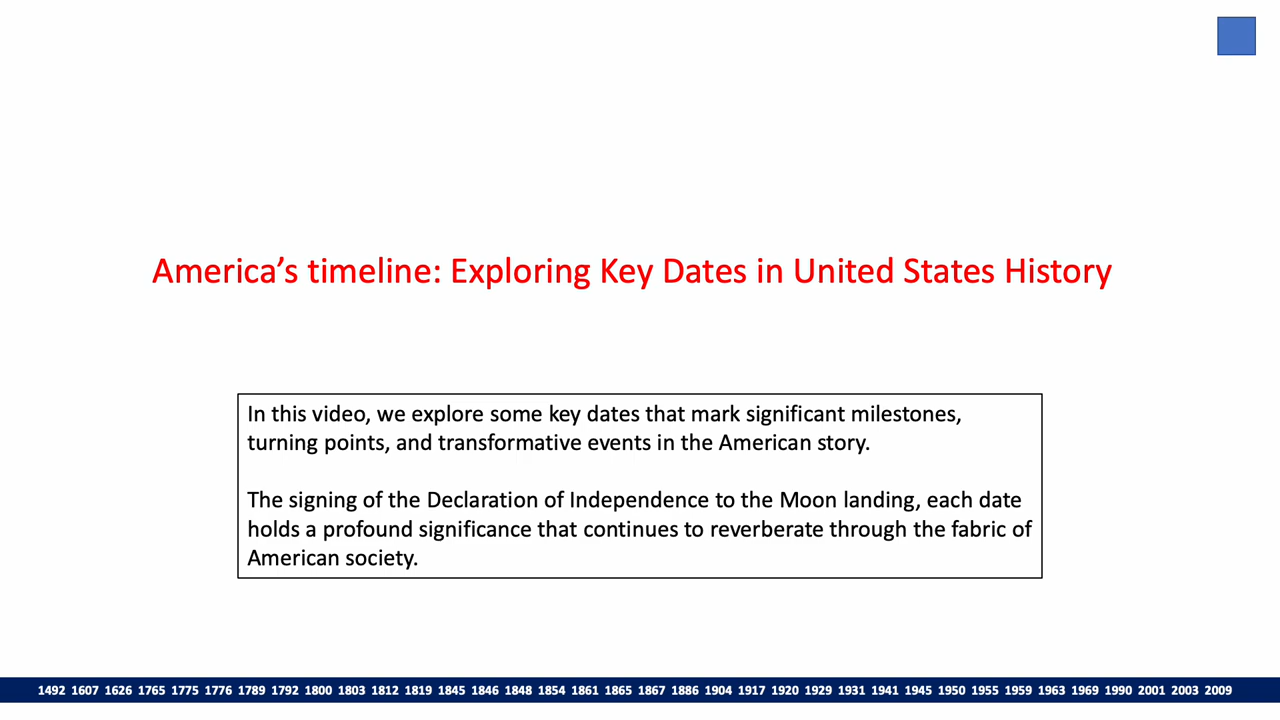 America’s timeline: Exploring Key Dates in United States History
In this video, we explore some key dates that mark significant milestones,
turning points, and transformative events in the American story.
The signing of the Declaration of Independence to the Moon landing, each date
holds a profound significance that continues to reverberate through the fabric of
American society.
1492 1607 1626 1765 1775 1776 1789 1792 1800 1803 1812 1819 1845 1846 1848 1854 1861 1865 1867 1886 1904 1917 1920 1929 1931 1941 1945 1950 1955 1959 1963 1969 1990 2001 2003 2009